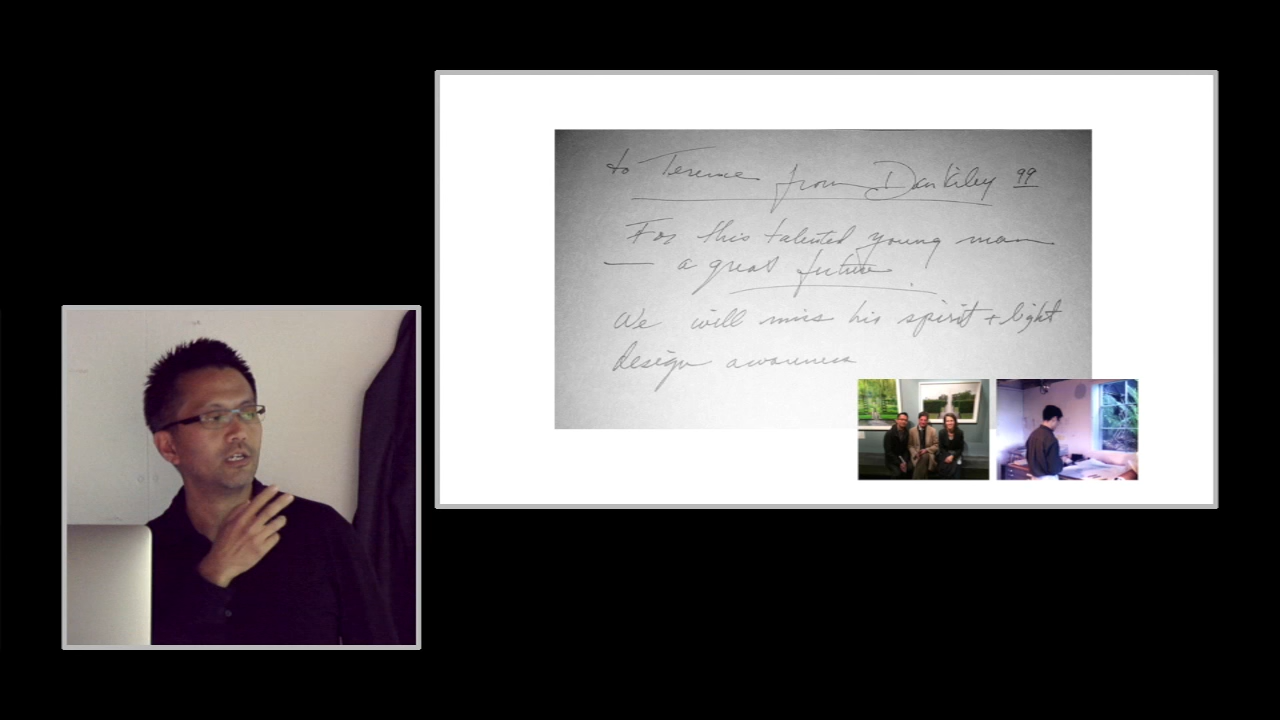 to Terence from Dan Kiley 99
For this talented young man
— a great future.
We will miss his spirit + light
design awareness